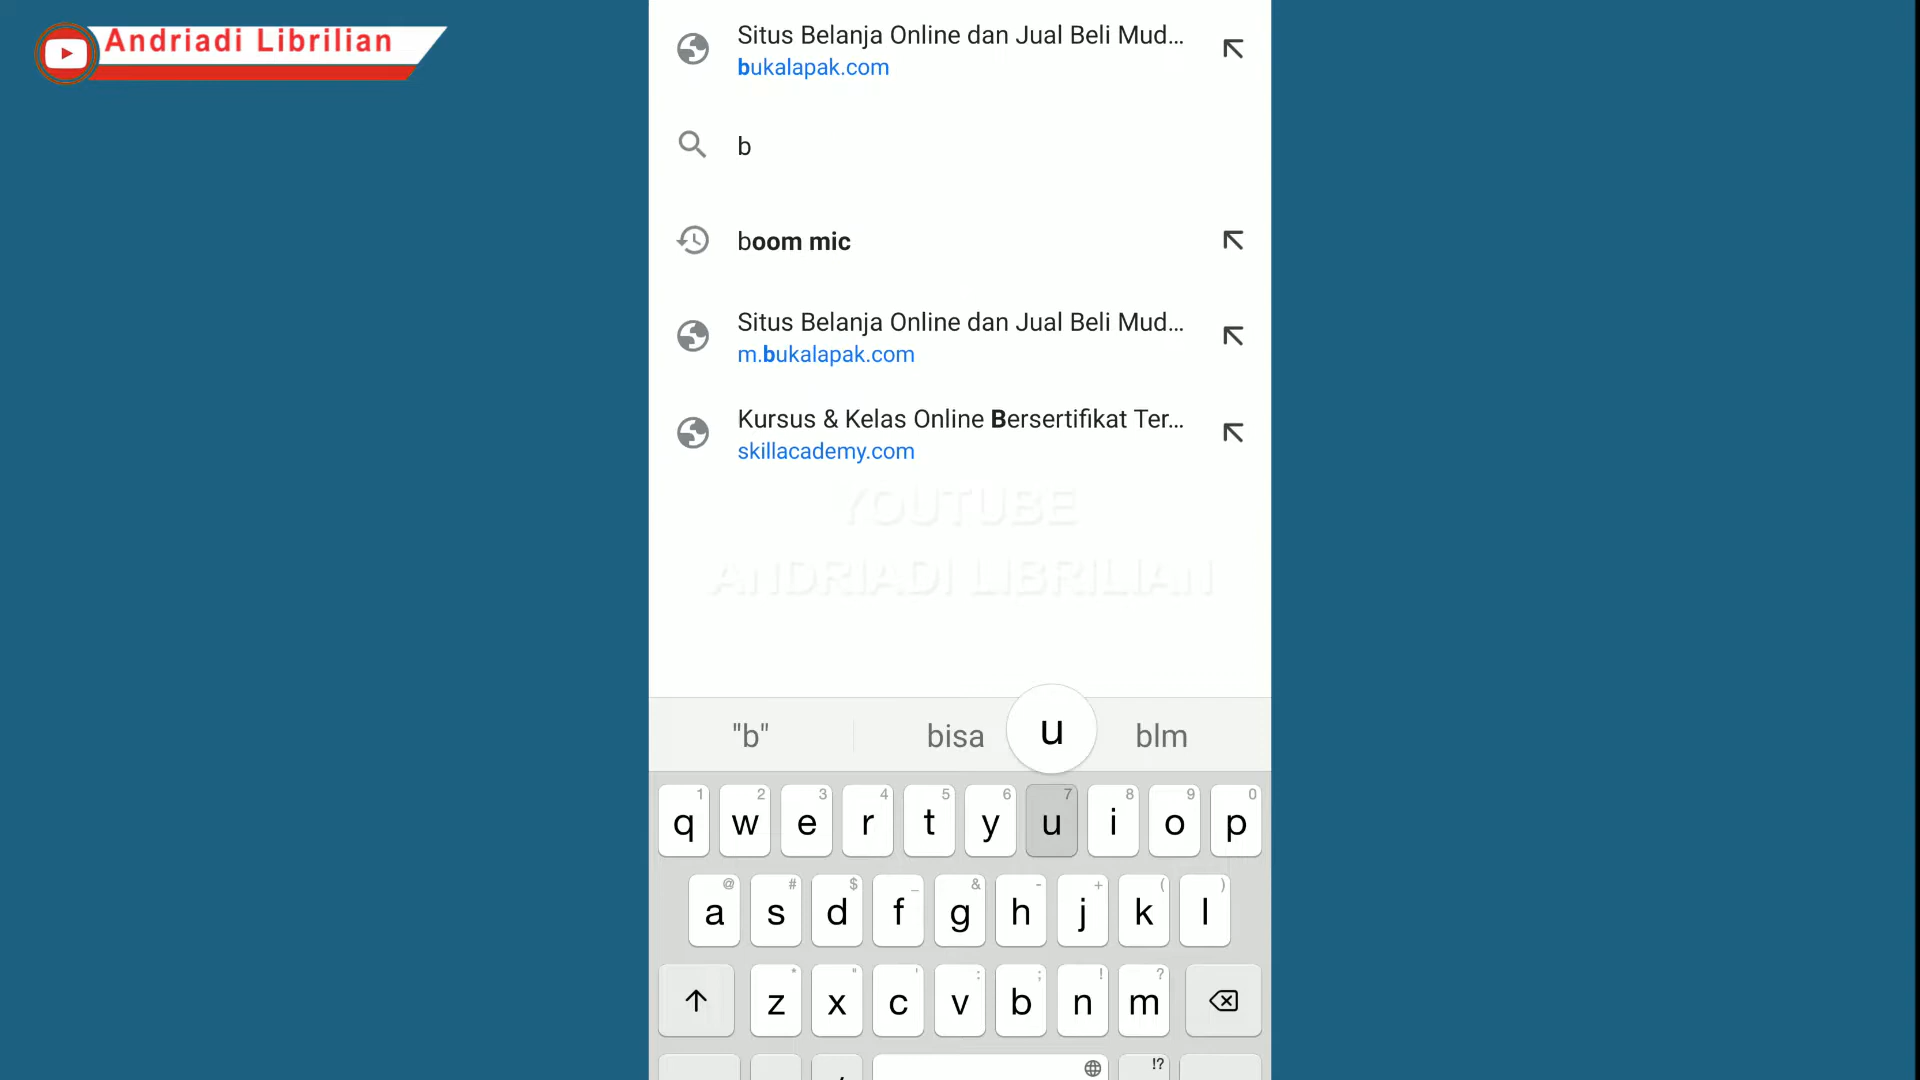 Andriadi Librilian
Situs Belanja Online dan Jual Beli Mud...
bukalapak.com
b
boom mic
Situs Belanja Online dan Jual Beli Mud...
m.bukalapak.com
Kursus & Kelas Online Bersertifikat Ter...
skillacademy.com
YOUTUBE
ANDRIADI LIBRILIAN
"b" bisa u blm
1 2 3 4 5 6 7 8 9 0
q w e r t y u i o p
@ # $ _ & - + ( )
a s d f g h j k l
* " ' : ; ! ?
z x c v b n m
!?